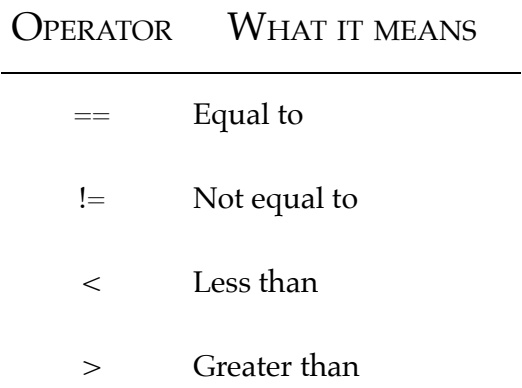 OPERATOR WHAT IT MEANS
== Equal to
!= Not equal to
< Less than
> Greater than